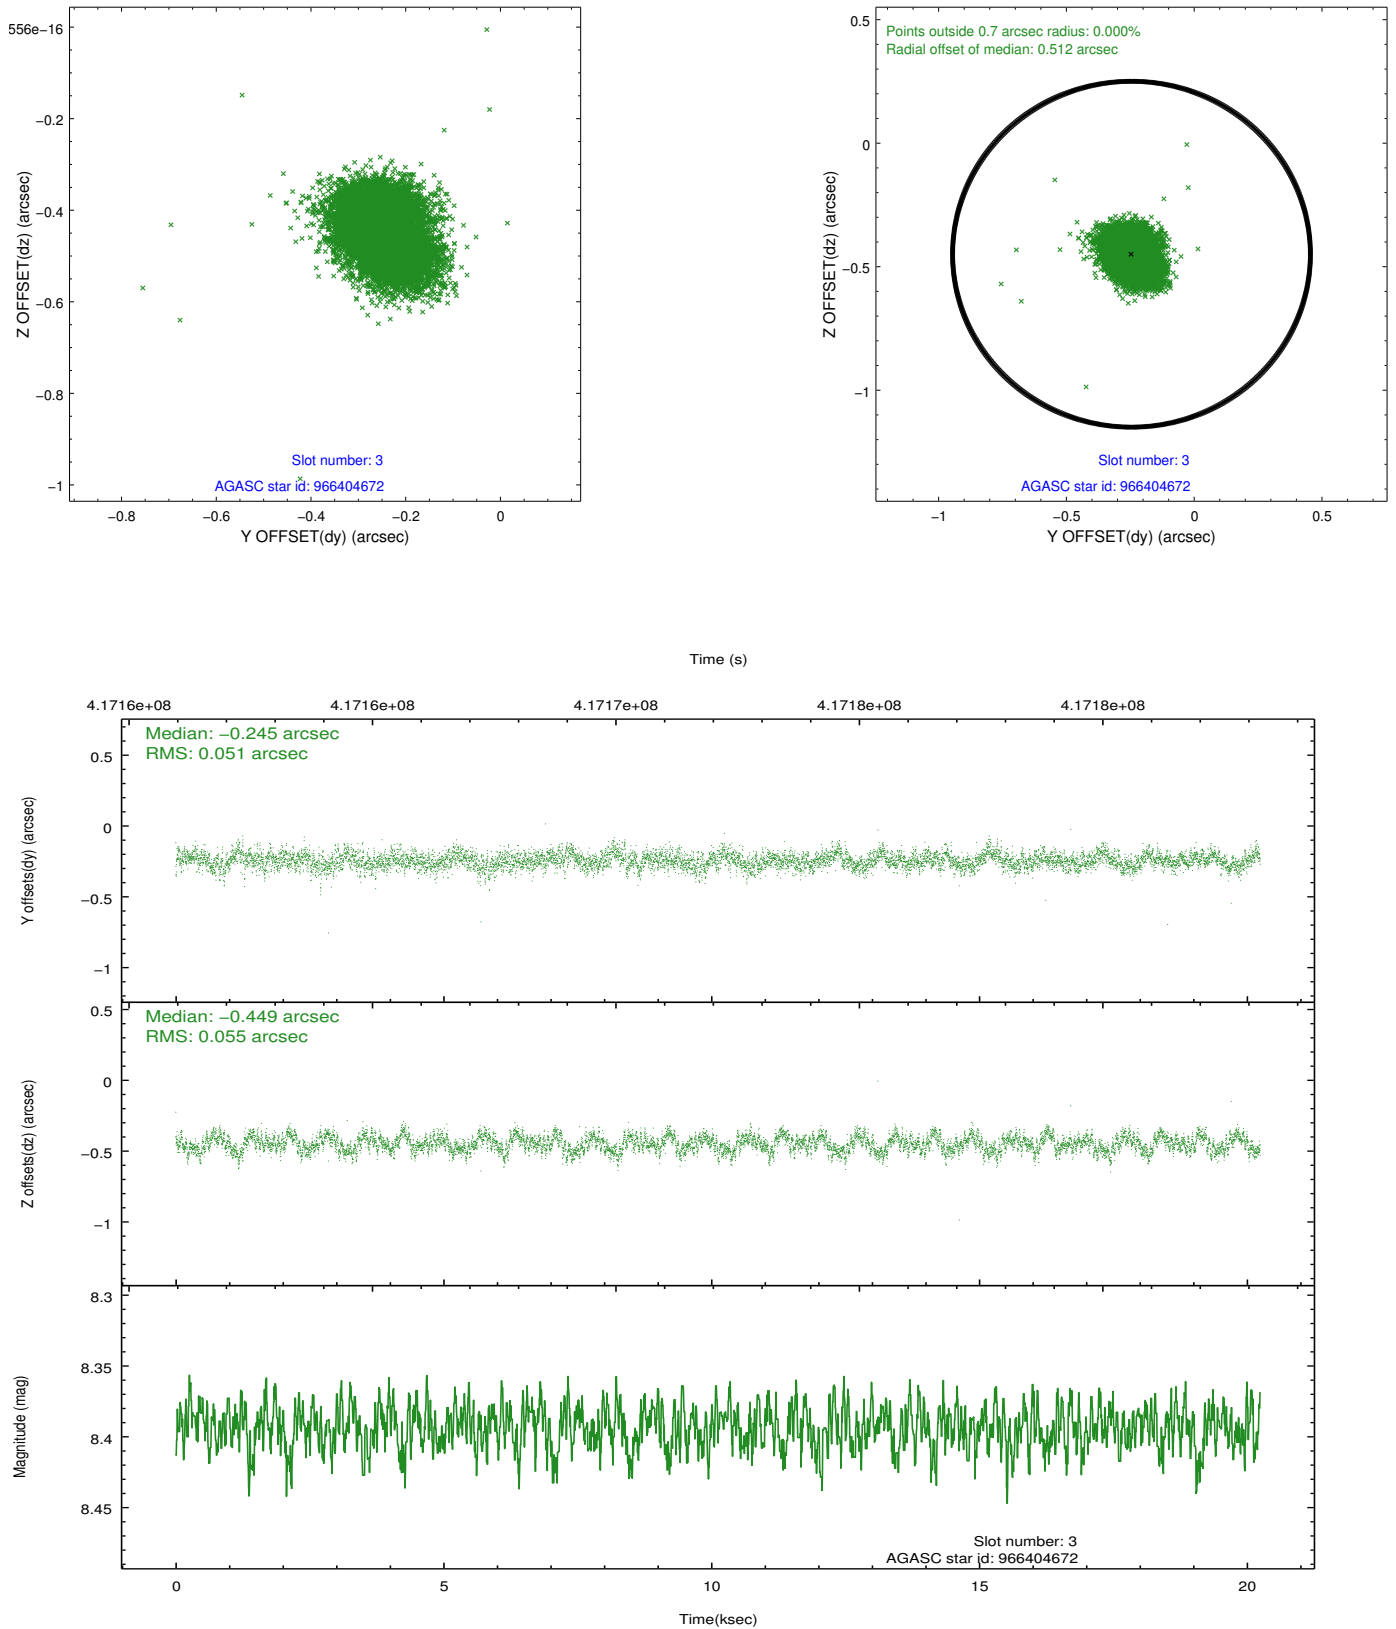 556e−16
−0.2
−0.4
−0.6
−0.8
−1
Z OFFSET(dz) (arcsec)
Slot number: 3
AGASC star id: 966404672
−0.8 −0.6 −0.4 −0.2 0
Y OFFSET(dy) (arcsec)
0.5
0
−0.5
−1
Z OFFSET(dz) (arcsec)
Points outside 0.7 arcsec radius: 0.000%
Radial offset of median: 0.512 arcsec
Slot number: 3
AGASC star id: 966404672
−1 −0.5 0 0.5
Y OFFSET(dy) (arcsec)
Time (s)
4.1716e+08 4.1716e+08 4.1717e+08 4.1718e+08 4.1718e+08
Median: −0.245 arcsec
RMS: 0.051 arcsec
0.5
0
−0.5
−1
Y offsets(dy) (arcsec)
Median: −0.449 arcsec
RMS: 0.055 arcsec
0.5
0
−0.5
−1
Z offsets(dz) (arcsec)
8.3
8.35
8.4
8.45
Magnitude (mag)
Slot number: 3
AGASC star id: 966404672
0 5 10 15 20
Time(ksec)